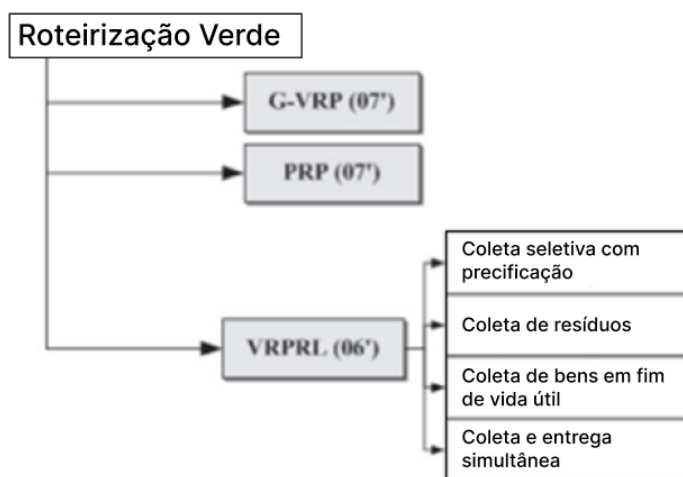 Roteirização Verde
G-VRP (07')
PRP (07')
Coleta seletiva com
precificação
Coleta de resíduos
VRPRL (06')
Coleta de bens em fim
de vida útil
Coleta e entrega
simultânea